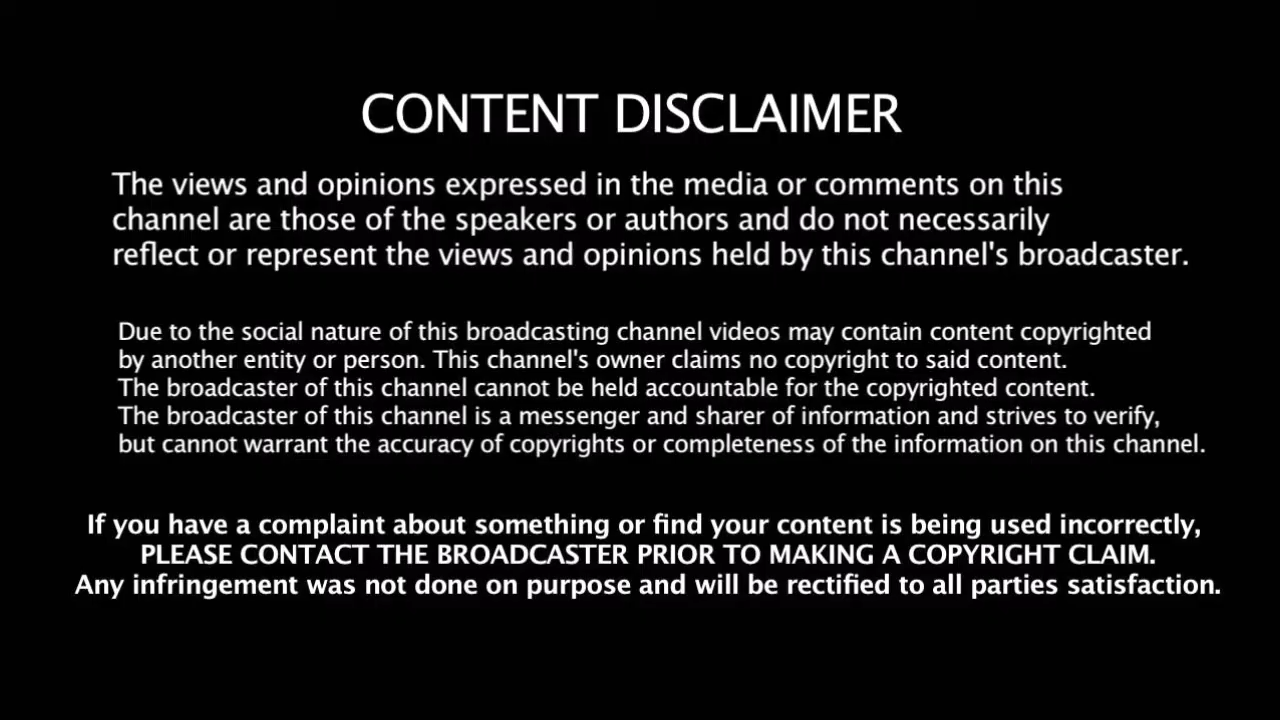 CONTENT DISCLAIMER
The views and opinions expressed in the media or comments on this
channel are those of the speakers or authors and do not necessarily
reflect or represent the views and opinions held by this channel's broadcaster.
Due to the social nature of this broadcasting channel videos may contain content copyrighted
by another entity or person. This channel's owner claims no copyright to said content.
The broadcaster of this channel cannot be held accountable for the copyrighted content.
The broadcaster of this channel is a messenger and sharer of information and strives to verify,
but cannot warrant the accuracy of copyrights or completeness of the information on this channel.
If you have a complaint about something or find your content is being used incorrectly,
PLEASE CONTACT THE BROADCASTER PRIOR TO MAKING A COPYRIGHT CLAIM.
Any infringement was not done on purpose and will be rectified to all parties satisfaction.